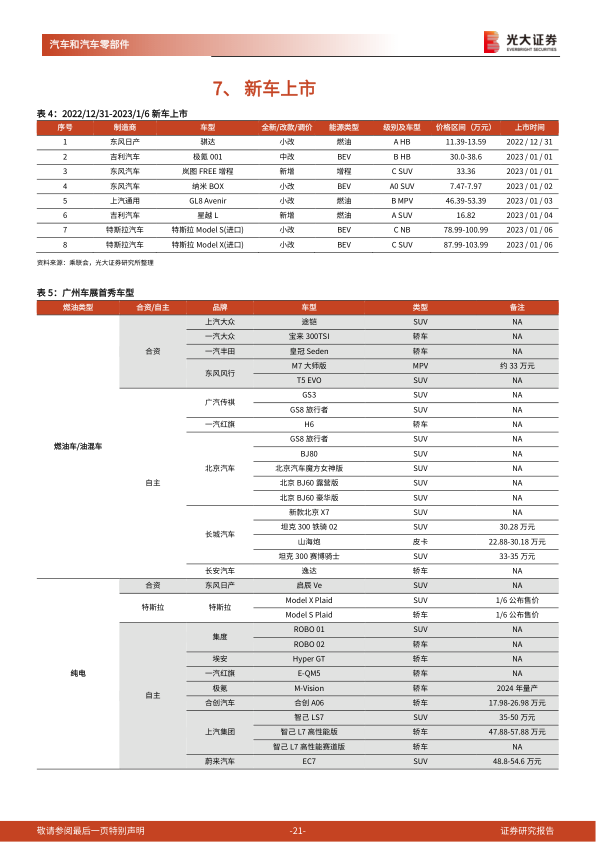 汽车和汽车零部件
光大证券
EVERBRIGHT SECURITIES
7、 新车上市
表 4：2022/12/31-2023/1/6 新车上市
序号 制造商 车型 全新/改款/调价 能源类型 级别及车型 价格区间（万元） 上市时间
1 东风日产 骐达 小改 燃油 A HB 11.39-13.59 2022 / 12 / 31
2 吉利汽车 极氪 001 中改 BEV B HB 30.0-38.6 2023 / 01 / 01
3 东风汽车 岚图 FREE 增程 新增 增程 C SUV 33.36 2023 / 01 / 01
4 东风汽车 纳米 BOX 小改 BEV A0 SUV 7.47-7.97 2023 / 01 / 02
5 上汽通用 GL8 Avenir 小改 燃油 B MPV 46.39-53.39 2023 / 01 / 03
6 吉利汽车 星越 L 新增 燃油 A SUV 16.82 2023 / 01 / 04
7 特斯拉汽车 特斯拉 Model S(进口) 小改 BEV C NB 78.99-100.99 2023 / 01 / 06
8 特斯拉汽车 特斯拉 Model X(进口) 小改 BEV C SUV 87.99-103.99 2023 / 01 / 06
资料来源：乘联会，光大证券研究所整理
表 5：广州车展首秀车型
燃油类型 合资/自主 品牌 车型 类型 备注
燃油车/油混车 合资 上汽大众 途铠 SUV NA
一汽大众 宝来 300TSI 轿车 NA
一汽丰田 皇冠 Seden 轿车 NA
东风风行 M7 大师版 MPV 约 33 万元
T5 EVO SUV NA
自主 广汽传祺 GS3 SUV NA
GS8 旅行者 SUV NA
一汽红旗 H6 轿车 NA
北京汽车 GS8 旅行者 SUV NA
BJ80 SUV NA
北京汽车魔方女神版 SUV NA
北京 BJ60 露营版 SUV NA
北京 BJ60 豪华版 SUV NA
长城汽车 新款北京 X7 SUV NA
坦克 300 铁骑 02 SUV 30.28 万元
山海炮 皮卡 22.88-30.18 万元
坦克 300 赛博骑士 SUV 33-35 万元
长安汽车 逸达 轿车 NA
纯电 合资 东风日产 启辰 Ve SUV NA
特斯拉 特斯拉 Model X Plaid SUV 1/6 公布售价
Model S Plaid 轿车 1/6 公布售价
自主 集度 ROBO 01 SUV NA
ROBO 02 轿车 NA
埃安 Hyper GT 轿车 NA
一汽红旗 E-QM5 轿车 NA
极氪 M-Vision 轿车 2024 年量产
合创汽车 合创 A06 轿车 17.98-26.98 万元
上汽集团 智己 LS7 SUV 35-50 万元
智己 L7 高性能版 轿车 47.88-57.88 万元
智己 L7 高性能赛道版 轿车 NA
蔚来汽车 EC7 SUV 48.8-54.6 万元
敬请参阅最后一页特别声明 -21- 证券研究报告